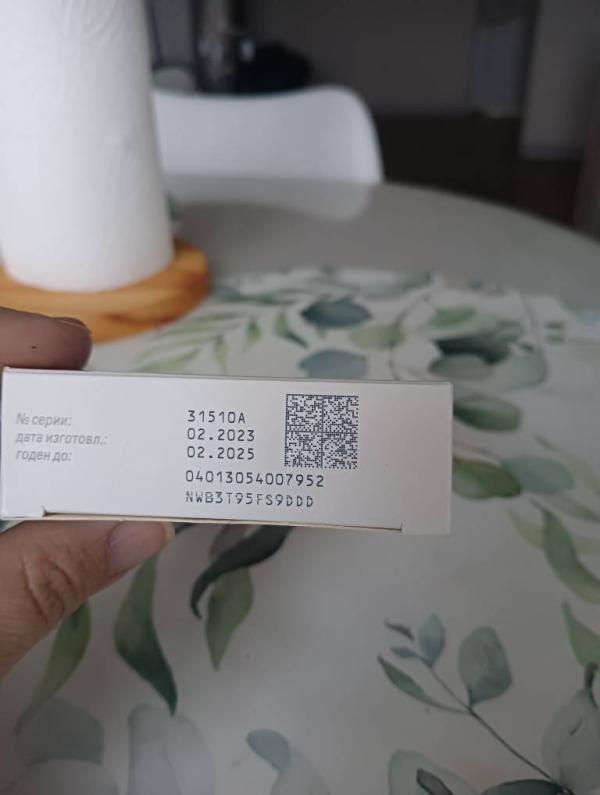 № серии: 31510A
дата изготовл.: 02.2023
годен до: 02.2025
04013054007952
NWB3T95FS9DDD